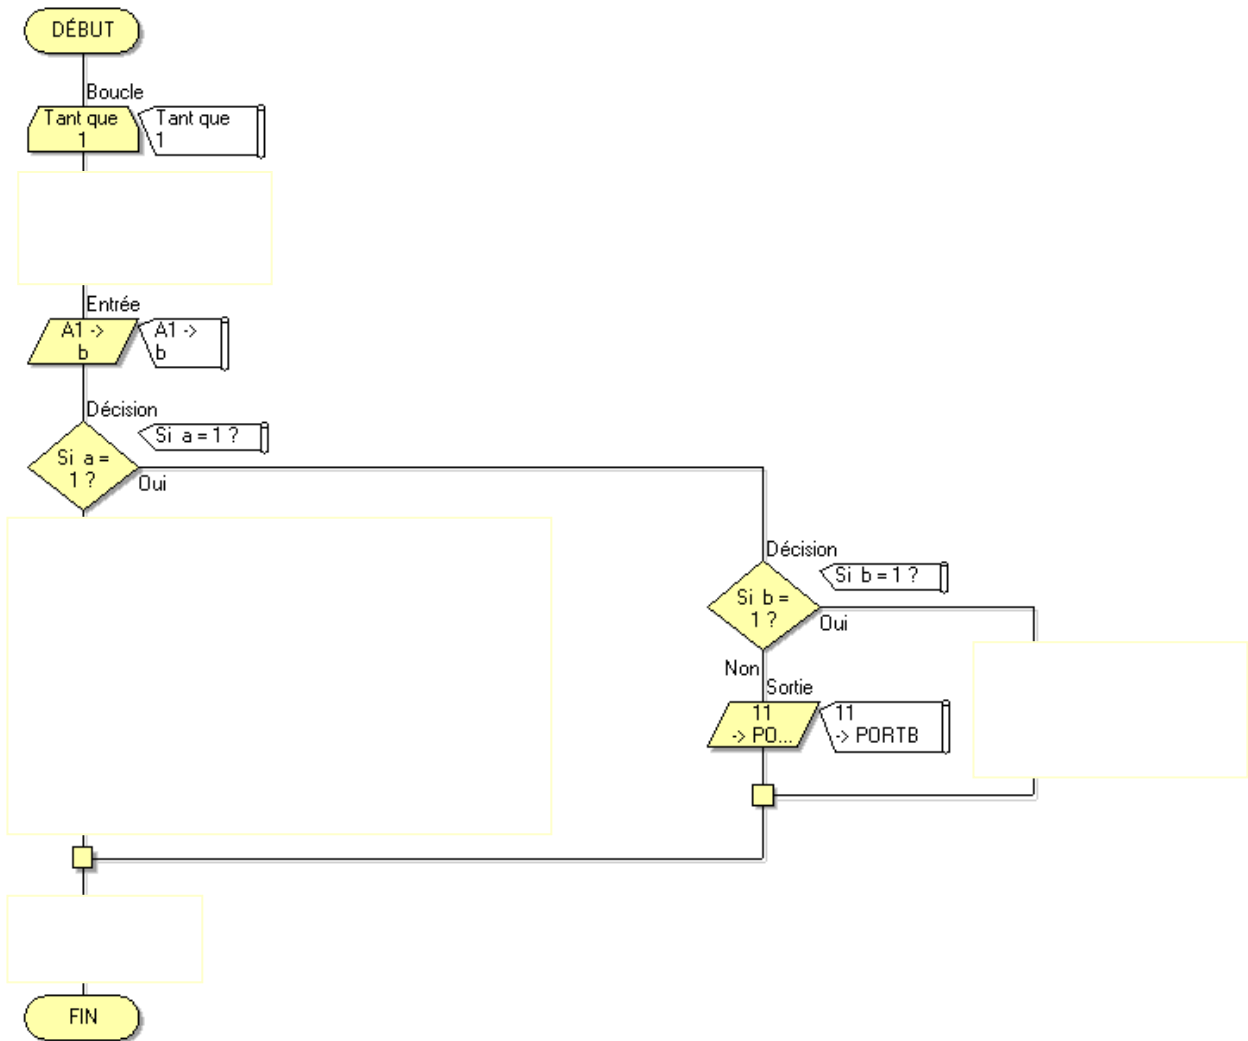 DÉBUT
Boucle
Tant que
1
Tant que
1
Entrée
A1 ->
b
A1 ->
b
Décision
Si a = 1 ?
Si a =
1 ?
Oui
Décision
Si b = 1 ?
Si b =
1 ?
Oui
Non
Sortie
11
-> PO...
11
-> PORTB
FIN